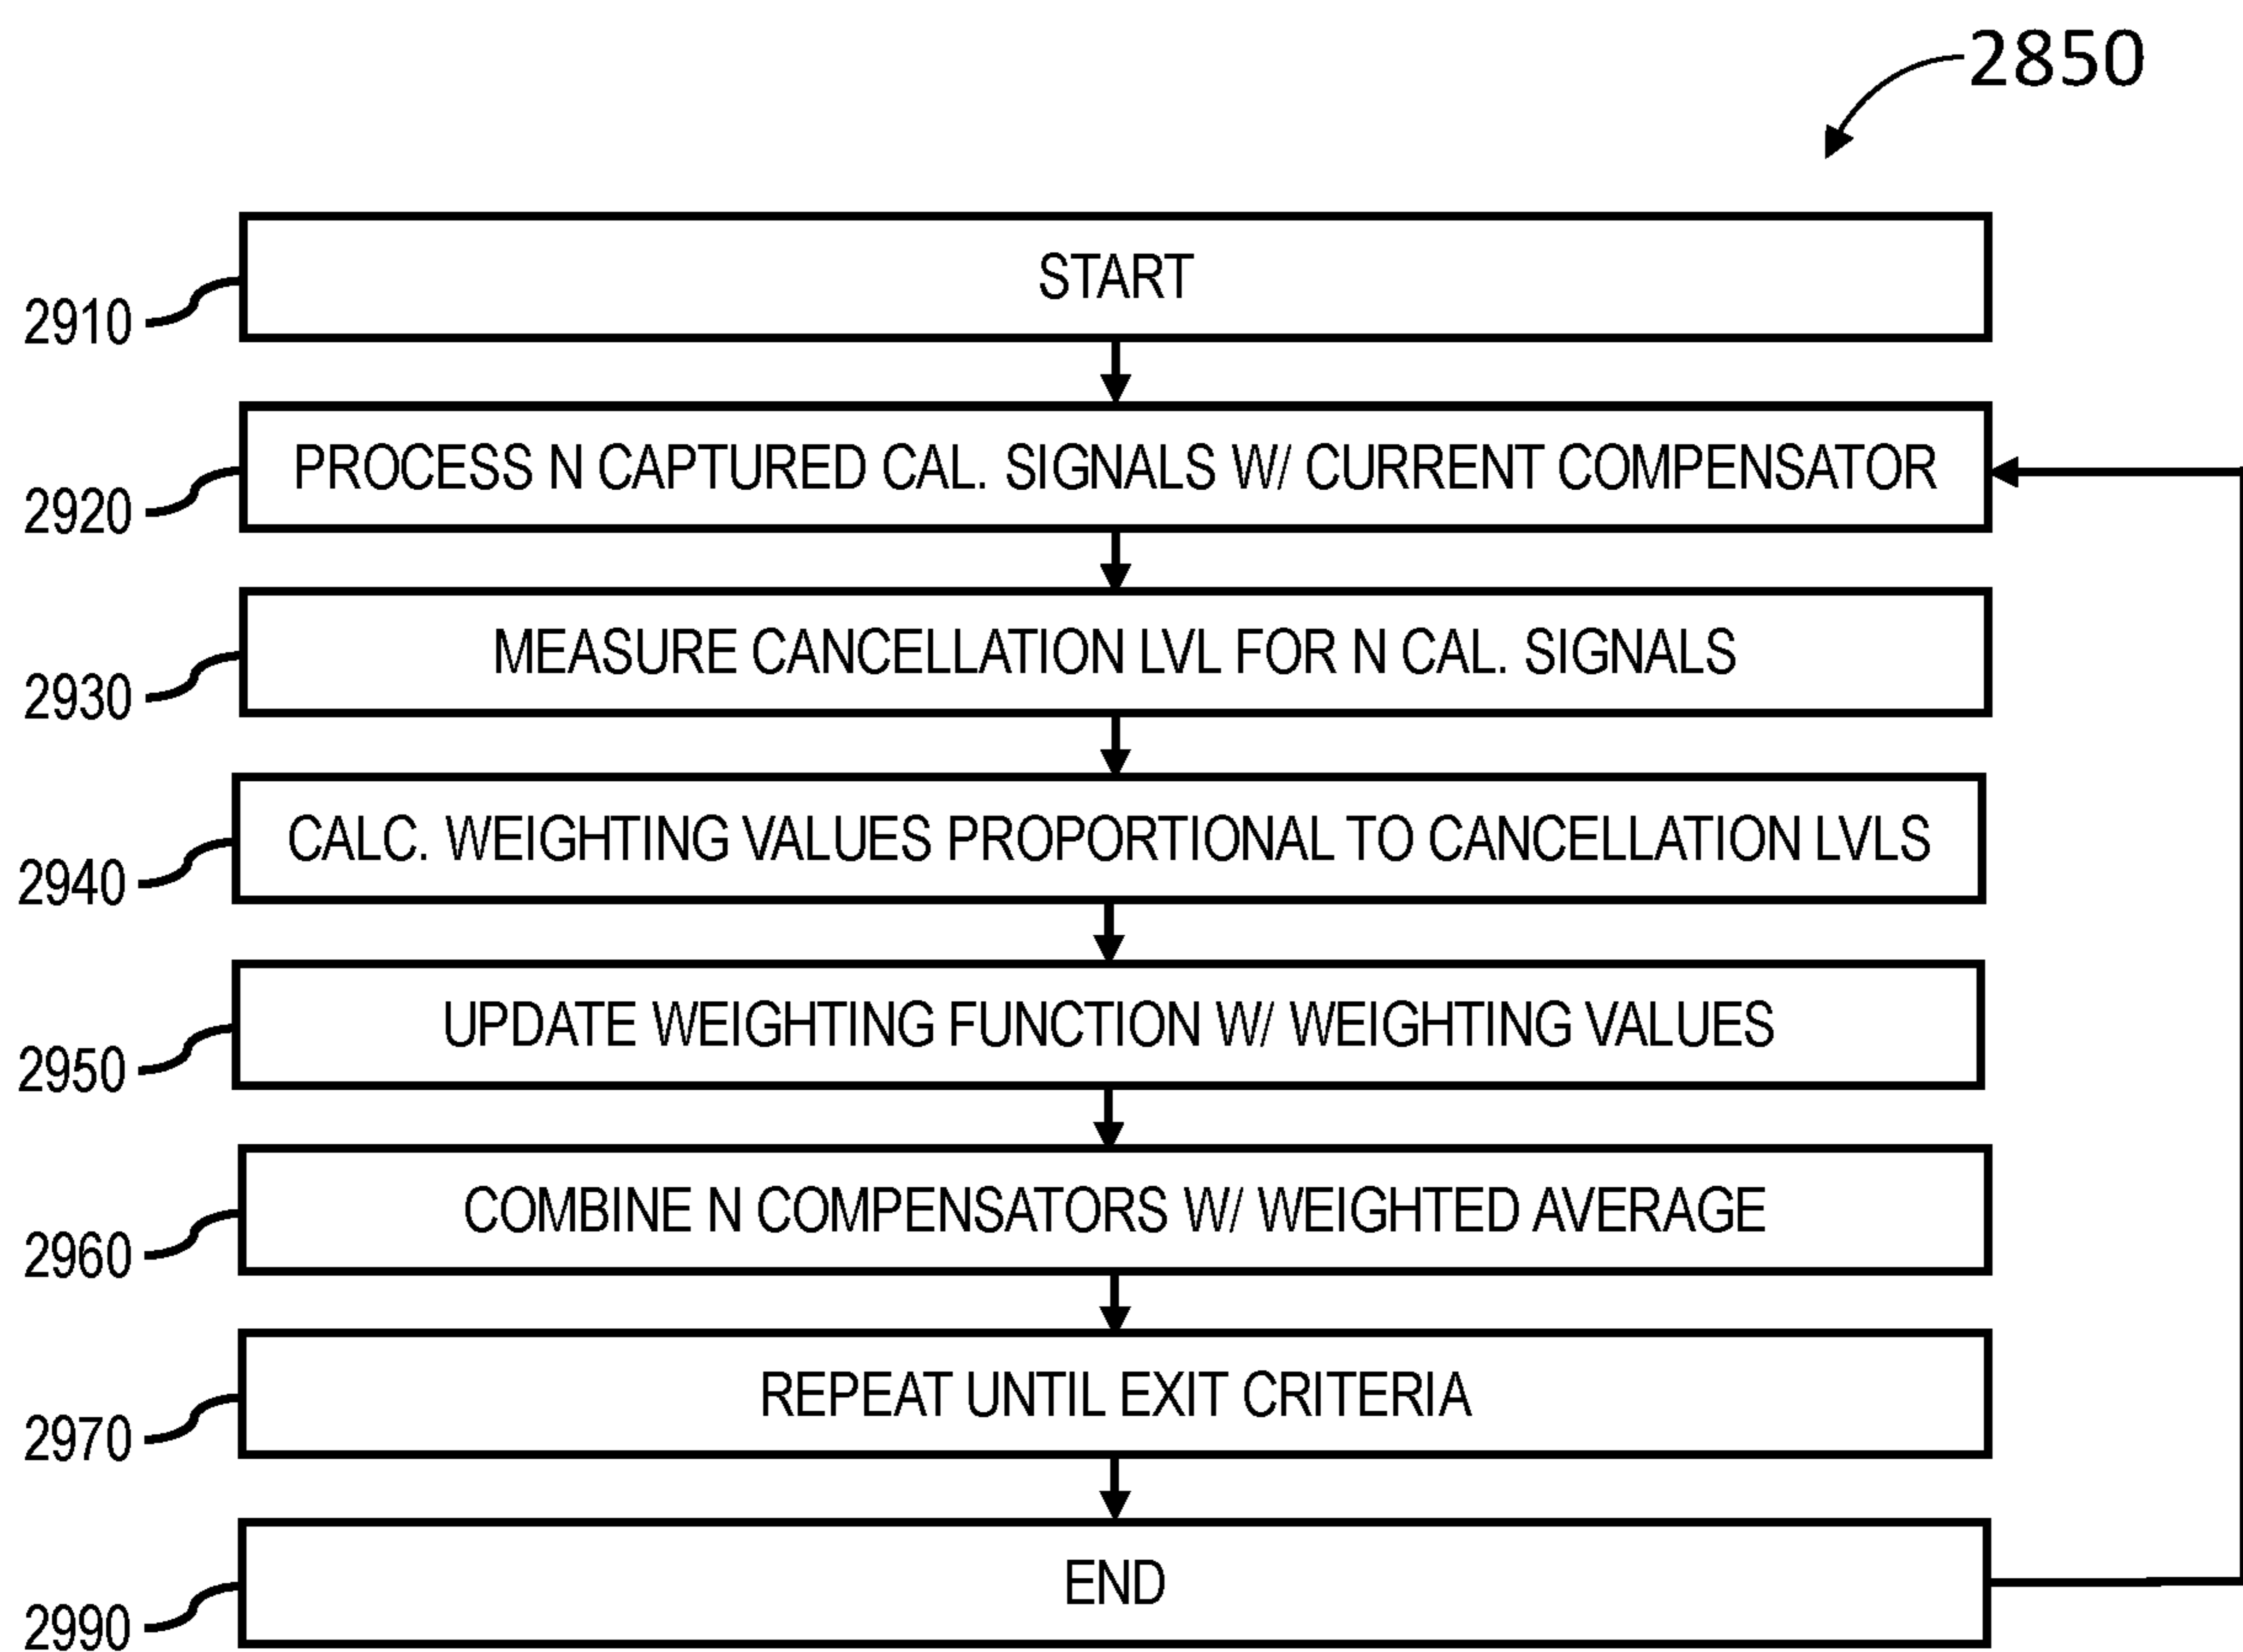 2850
START
2910
PROCESS N CAPTURED CAL. SIGNALS W/ CURRENT COMPENSATOR
2920
MEASURE CANCELLATION LVL FOR N CAL. SIGNALS
2930
CALC. WEIGHTING VALUES PROPORTIONAL TO CANCELLATION LVLS
2940
UPDATE WEIGHTING FUNCTION W/ WEIGHTING VALUES
2950
COMBINE N COMPENSATORS W/ WEIGHTED AVERAGE
2960
REPEAT UNTIL EXIT CRITERIA
2970
END
2990